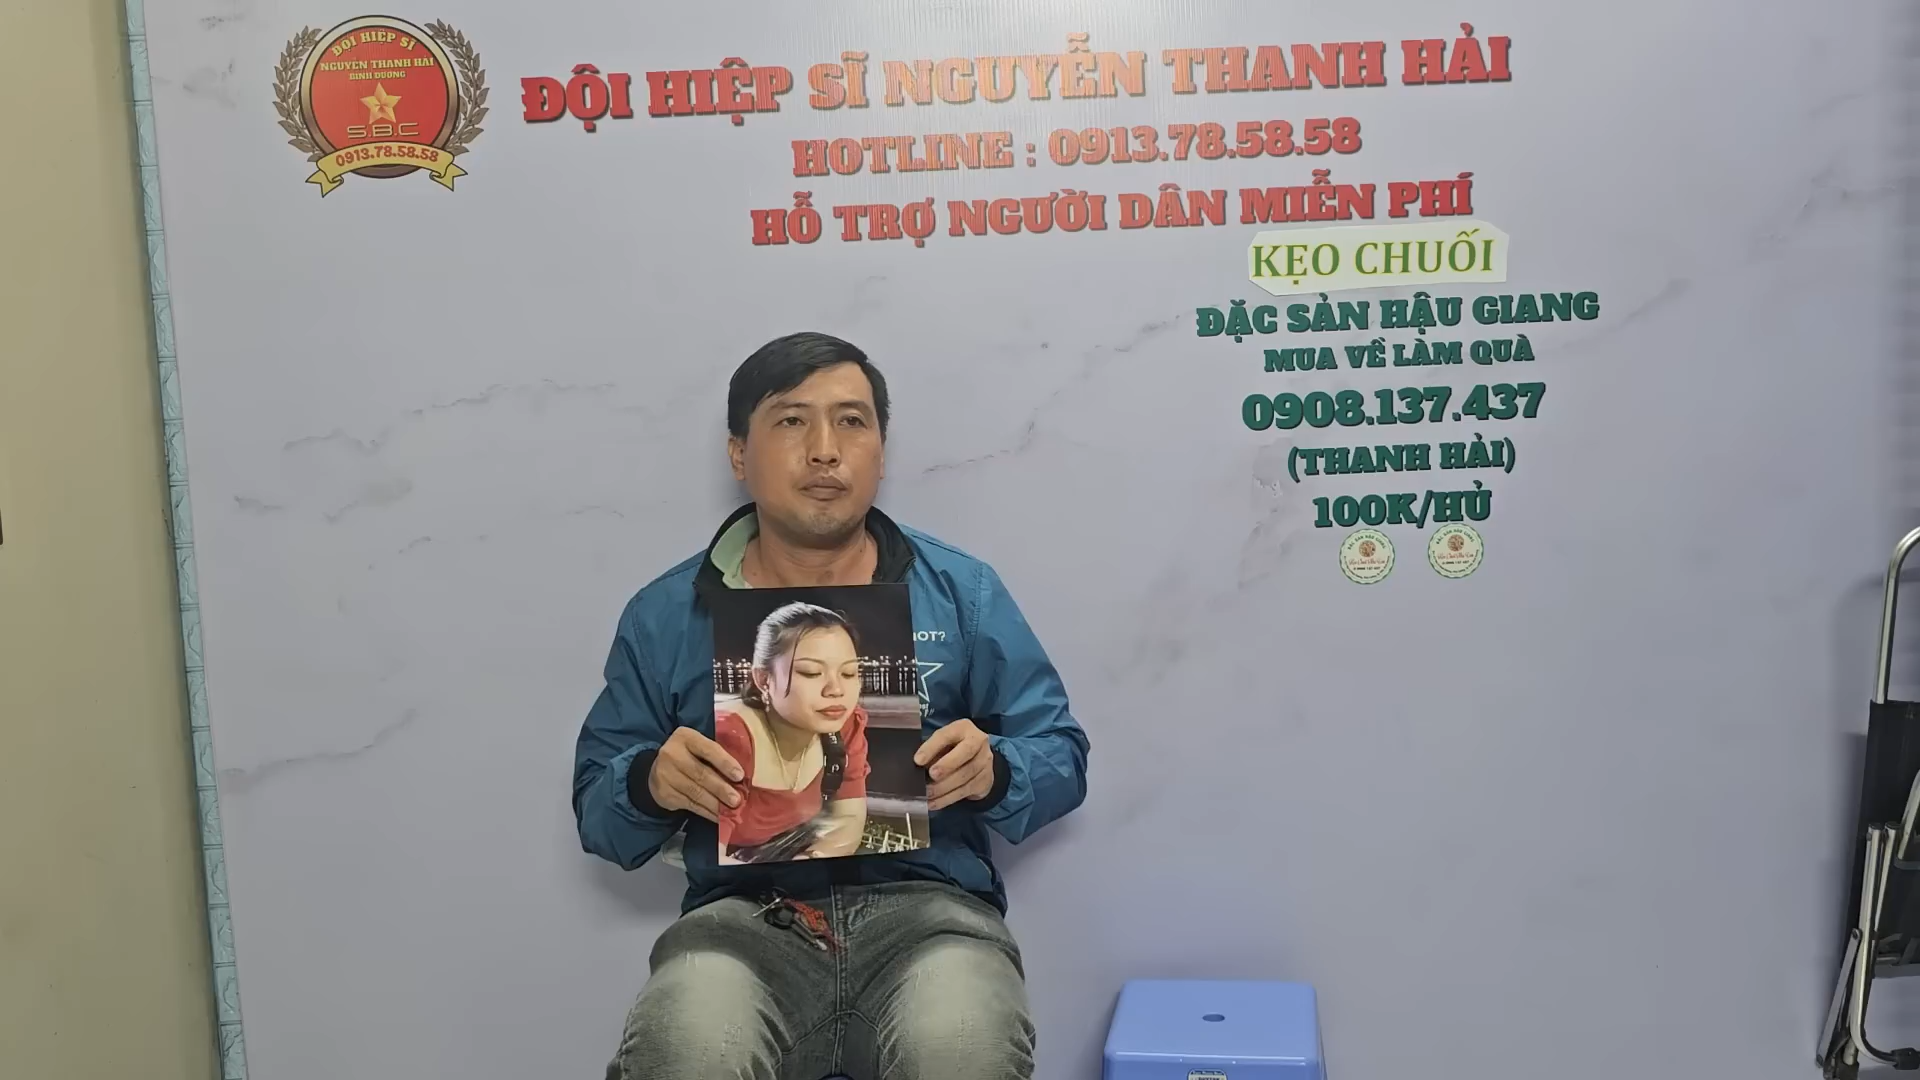 ĐỘI HIỆP SĨ
NGUYỄN THANH HẢI
BÌNH DƯƠNG
S.B.C
0913.78.58.58
ĐỘI HIỆP SĨ NGUYỄN THANH HẢI
HOTLINE : 0913.78.58.58
HỖ TRỢ NGƯỜI DÂN MIỄN PHÍ
KẸO CHUỐI
ĐẶC SẢN HẬU GIANG
MUA VỀ LÀM QUÀ
0908.137.437
(THANH HẢI)
100K/HỦ